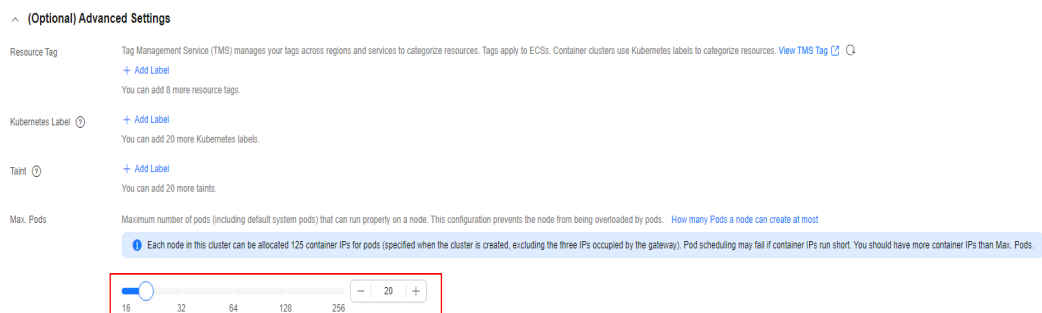 (Optional) Advanced Settings
Resource Tag
Tag Management Service (TMS) manages your tags across regions and services to categorize resources. Tags apply to ECSs. Container clusters use Kubernetes labels to categorize resources. View TMS Tag
+ Add Label
You can add 8 more resource tags.
Kubernetes Label ?
+ Add Label
You can add 20 more Kubernetes labels.
Taint ?
+ Add Label
You can add 20 more taints.
Max. Pods
Maximum number of pods (including default system pods) that can run properly on a node. This configuration prevents the node from being overloaded by pods. How many Pods a node can create at most
Each node in this cluster can be allocated 125 container IPs for pods (specified when the cluster is created, excluding the three IPs occupied by the gateway). Pod scheduling may fail if container IPs run short. You should have more container IPs than Max. Pods.
− 20 +
16 32 64 128 256